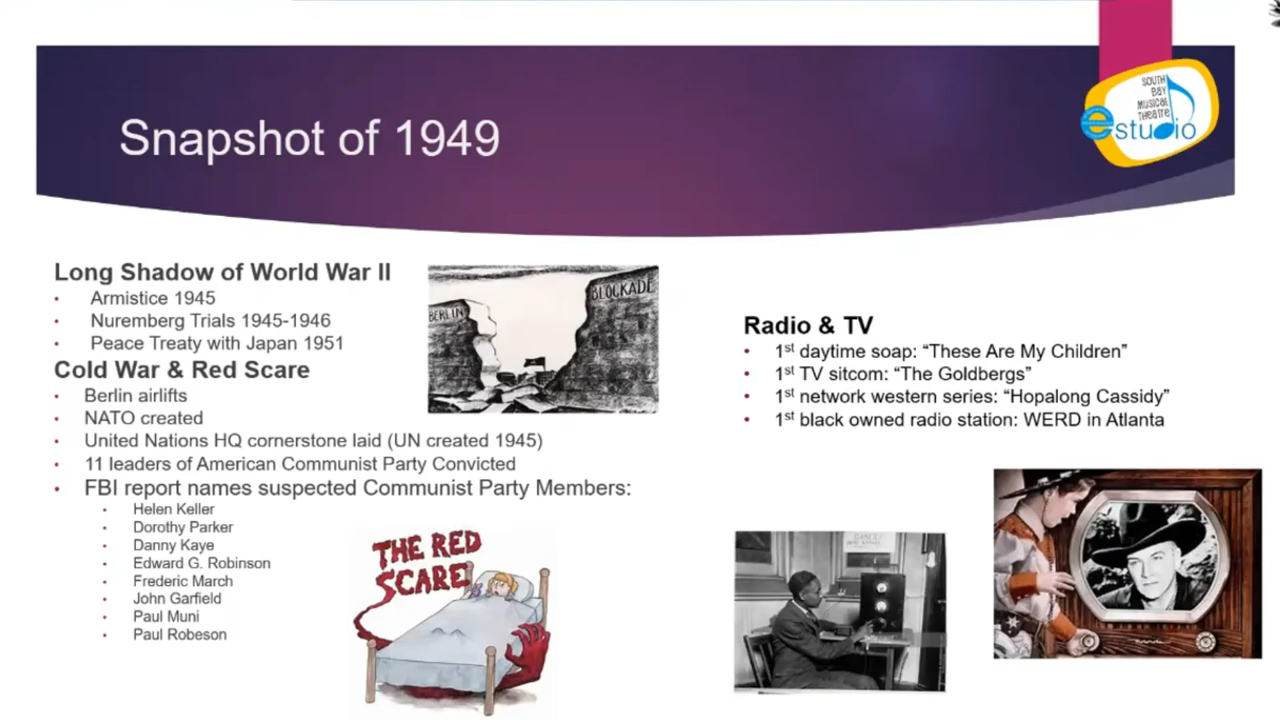 Snapshot of 1949
SOUTH
BAY
MUSICAL
THEATRE
estudio
Long Shadow of World War II
• Armistice 1945
• Nuremberg Trials 1945-1946
• Peace Treaty with Japan 1951
Cold War & Red Scare
• Berlin airlifts
• NATO created
• United Nations HQ cornerstone laid (UN created 1945)
• 11 leaders of American Communist Party Convicted
• FBI report names suspected Communist Party Members:
• Helen Keller
• Dorothy Parker
• Danny Kaye
• Edward G. Robinson
• Frederic March
• John Garfield
• Paul Muni
• Paul Robeson
BERLIN
BLOCKADE
THE RED
SCARE
Radio & TV
• 1st daytime soap: “These Are My Children”
• 1st TV sitcom: “The Goldbergs”
• 1st network western series: “Hopalong Cassidy”
• 1st black owned radio station: WERD in Atlanta